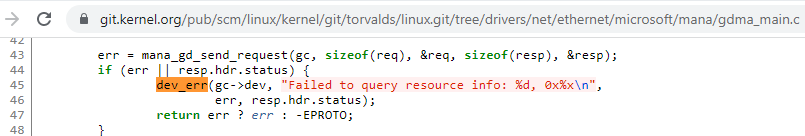 git.kernel.org/pub/scm/linux/kernel/git/torvalds/linux.git/tree/drivers/net/ethernet/microsoft/mana/gdma_main.c
42
43 err = mana_gd_send_request(gc, sizeof(req), &req, sizeof(resp), &resp);
44 if (err || resp.hdr.status) {
45 dev_err(gc->dev, "Failed to query resource info: %d, 0x%x\n",
46 err, resp.hdr.status);
47 return err ? err : -EPROTO;
48 }